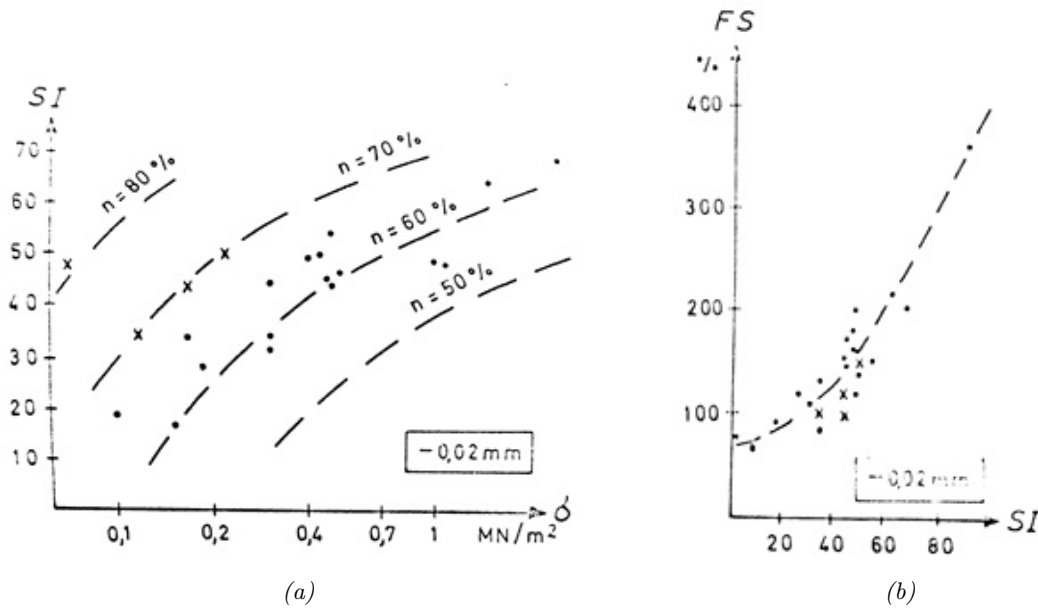 SI
70
60
50
40
30
20
10
n = 80 %
n = 70 %
n = 60 %
n = 50 %
-0,02 mm
0,1
0,2
0,4
0,7
1
MN/m²
σ
(a)
FS
%
400
300
200
100
-0,02 mm
20
40
60
80
SI
(b)